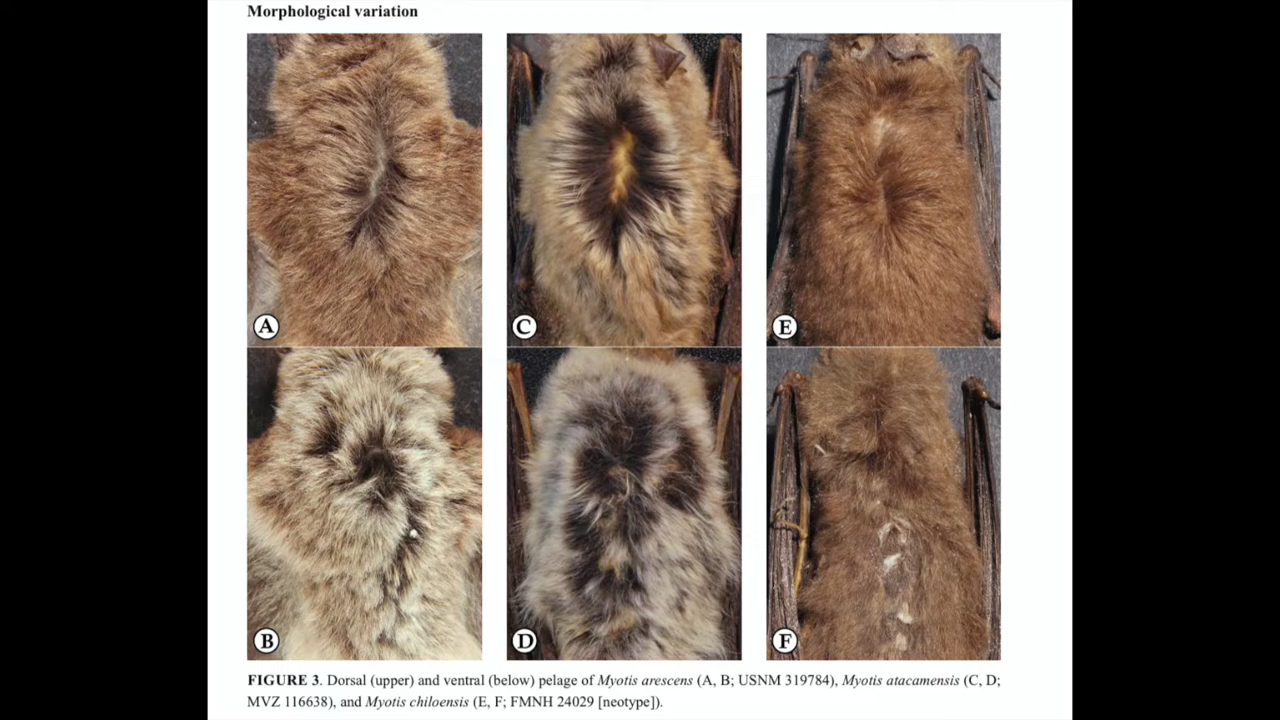 Morphological variation
A
C
E
B
D
F
FIGURE 3. Dorsal (upper) and ventral (below) pelage of Myotis arescens (A, B; USNM 319784), Myotis atacamensis (C, D;
MVZ 116638), and Myotis chiloensis (E, F; FMNH 24029 [neotype]).